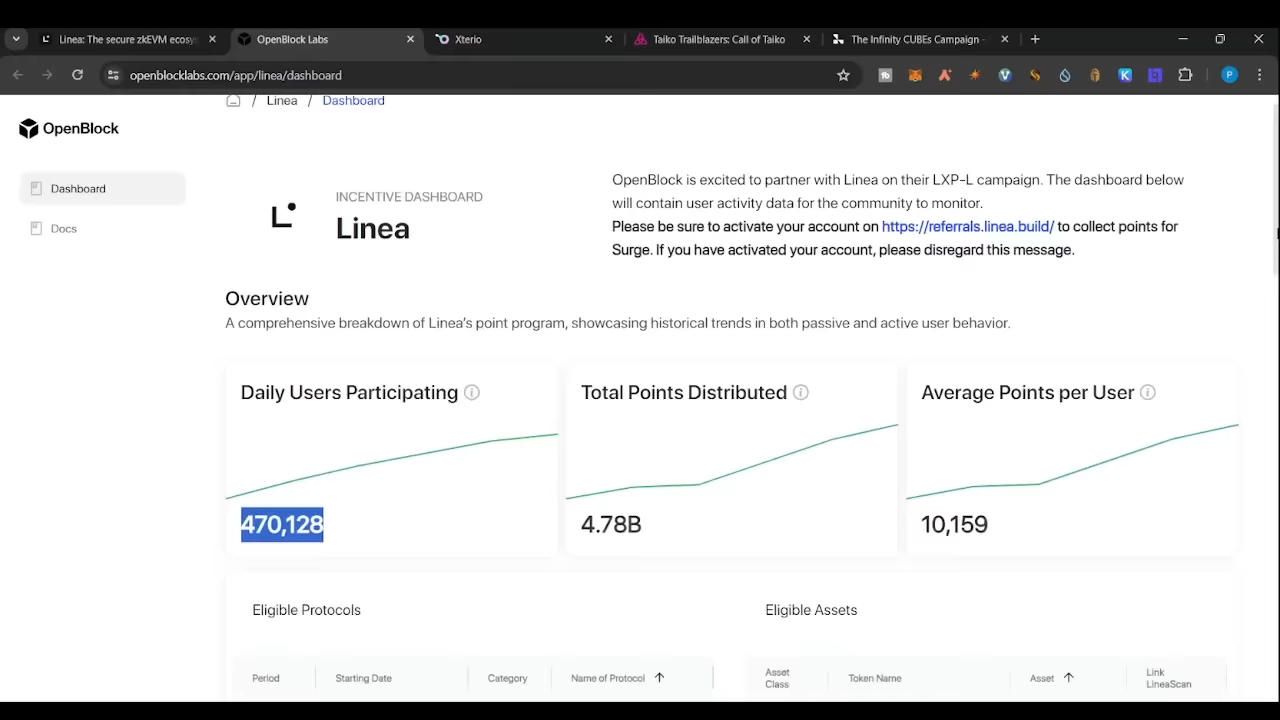 Linea: The secure zkEVM ecosys
OpenBlock Labs
Xterio
Taiko Trailblazers: Call of Taiko
The Infinity CUBEs Campaign -
openblocklabs.com/app/linea/dashboard
P
/ Linea / Dashboard
OpenBlock
Dashboard
Docs
INCENTIVE DASHBOARD
Linea
OpenBlock is excited to partner with Linea on their LXP-L campaign. The dashboard below
will contain user activity data for the community to monitor.
Please be sure to activate your account on https://referrals.linea.build/ to collect points for
Surge. If you have activated your account, please disregard this message.
Overview
A comprehensive breakdown of Linea's point program, showcasing historical trends in both passive and active user behavior.
Daily Users Participating
470,128
Total Points Distributed
4.78B
Average Points per User
10,159
Eligible Protocols
Period
Starting Date
Category
Name of Protocol
Eligible Assets
Asset
Class
Token Name
Asset
Link
LineaScan